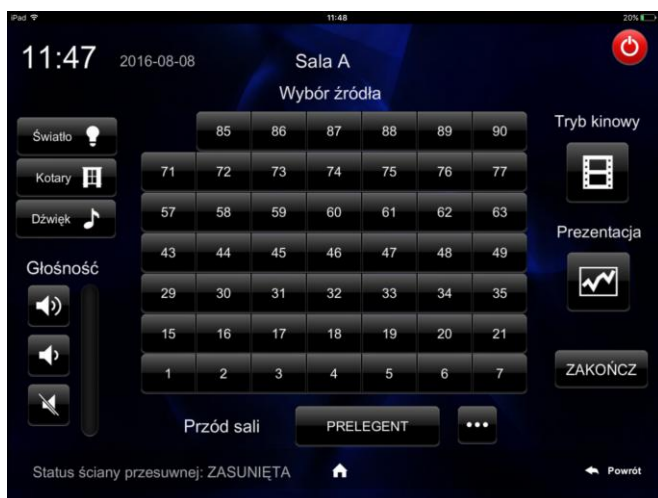 iPad 11:48 20%
11:47 2016-08-08 Sala A
Wybór źródła
Światło
Kotary
Dźwięk
Głośność
85 86 87 88 89 90
71 72 73 74 75 76 77
57 58 59 60 61 62 63
43 44 45 46 47 48 49
29 30 31 32 33 34 35
15 16 17 18 19 20 21
1 2 3 4 5 6 7
Tryb kinowy
Prezentacja
ZAKOŃCZ
Przód sali PRELEGENT
Status ściany przesuwnej: ZASUNIĘTA
Powrót